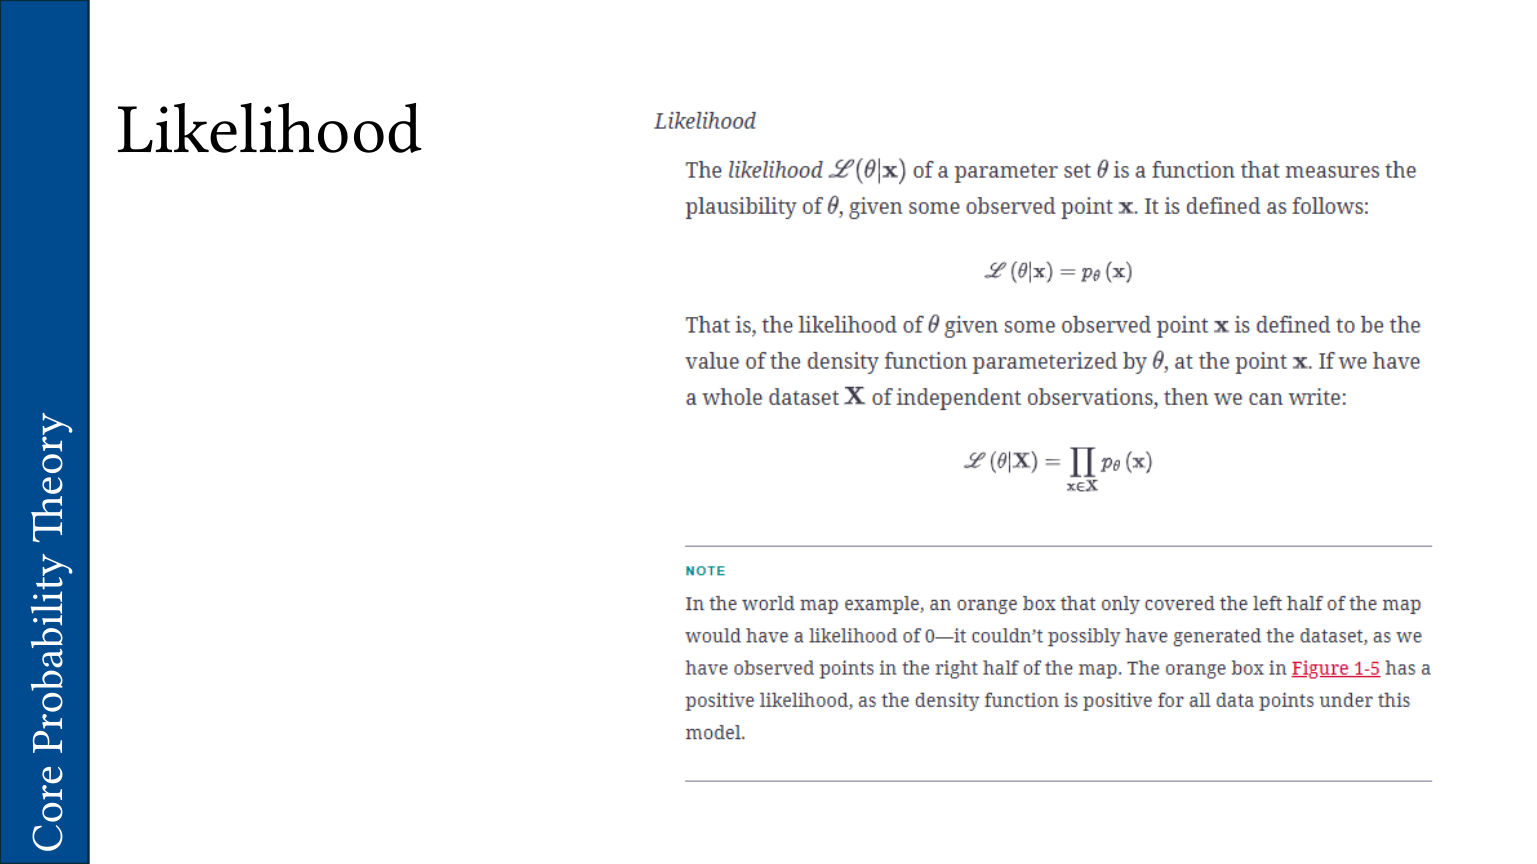 Core Probability Theory
Likelihood
Likelihood
The likelihood ℒ(θ|𝐱) of a parameter set θ is a function that measures the
plausibility of θ, given some observed point 𝐱. It is defined as follows:
ℒ (θ|𝐱) = p_θ (𝐱)
That is, the likelihood of θ given some observed point 𝐱 is defined to be the
value of the density function parameterized by θ, at the point 𝐱. If we have
a whole dataset 𝐗 of independent observations, then we can write:
ℒ (θ|𝐗) = ∏_{𝐱∈𝐗} p_θ (𝐱)
NOTE
In the world map example, an orange box that only covered the left half of the map
would have a likelihood of 0—it couldn’t possibly have generated the dataset, as we
have observed points in the right half of the map. The orange box in Figure 1-5 has a
positive likelihood, as the density function is positive for all data points under this
model.